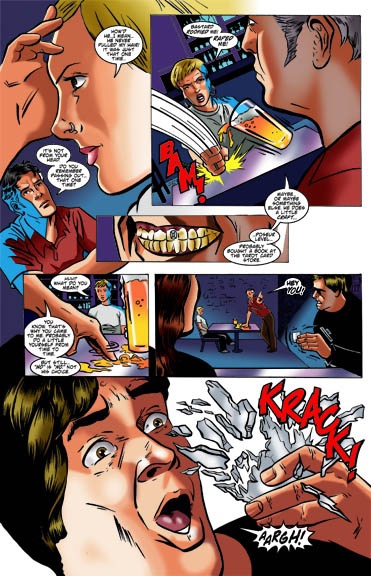 HOW'D
HE...I MEAN...
HE NEVER
PULLED MY HAIR!
IT WAS JUST
THAT ONE
TIME...
BASTARD
ROOFIED ME!
RAPED
ME!
IT'S NOT
FROM YOUR
HEAD.
DO YOU
REMEMBER
PASSING OUT...
THAT ONE
TIME?
BAM!
MAYBE.
OR MAYBE
SOMETHING
ELSE. HE DOES
A LITTLE
CRAFT.
POSEUR
LEVEL.
PROBABLY
BOUGHT A BOOK AT
THE TAROT CARD
STORE.
WHAT DO YOU
MEAN?
YOU
KNOW. THAT'S
WHY YOU CAME
TO ME. PROBABLY
DO A LITTLE
YOURSELF FROM
TIME TO
TIME.
BUT STILL,
"NO" IS "NO". NOT
HIS CHOICE.
HEY
YOU!
KRACK!
AARGH!